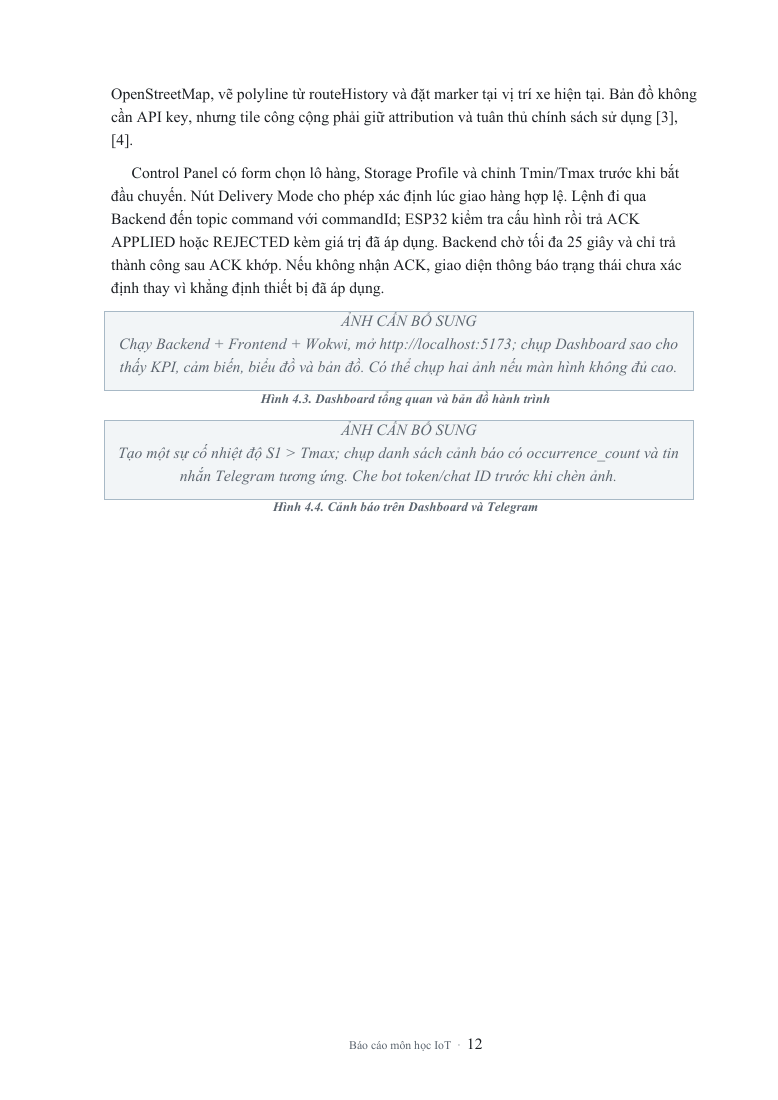 OpenStreetMap, vẽ polyline từ routeHistory và đặt marker tại vị trí xe hiện tại. Bản đồ không
cần API key, nhưng tile công cộng phải giữ attribution và tuân thủ chính sách sử dụng [3],
[4].
Control Panel có form chọn lô hàng, Storage Profile và chỉnh Tmin/Tmax trước khi bắt
đầu chuyến. Nút Delivery Mode cho phép xác định lúc giao hàng hợp lệ. Lệnh đi qua
Backend đến topic command với commandId; ESP32 kiểm tra cấu hình rồi trả ACK
APPLIED hoặc REJECTED kèm giá trị đã áp dụng. Backend chờ tối đa 25 giây và chỉ trả
thành công sau ACK khớp. Nếu không nhận ACK, giao diện thông báo trạng thái chưa xác
định thay vì khẳng định thiết bị đã áp dụng.
ẢNH CẦN BỔ SUNG
Chạy Backend + Frontend + Wokwi, mở http://localhost:5173; chụp Dashboard sao cho
thấy KPI, cảm biến, biểu đồ và bản đồ. Có thể chụp hai ảnh nếu màn hình không đủ cao.
Hình 4.3. Dashboard tổng quan và bản đồ hành trình
ẢNH CẦN BỔ SUNG
Tạo một sự cố nhiệt độ S1 > Tmax; chụp danh sách cảnh báo có occurrence_count và tin
nhắn Telegram tương ứng. Che bot token/chat ID trước khi chèn ảnh.
Hình 4.4. Cảnh báo trên Dashboard và Telegram
Báo cáo môn học IoT · 12